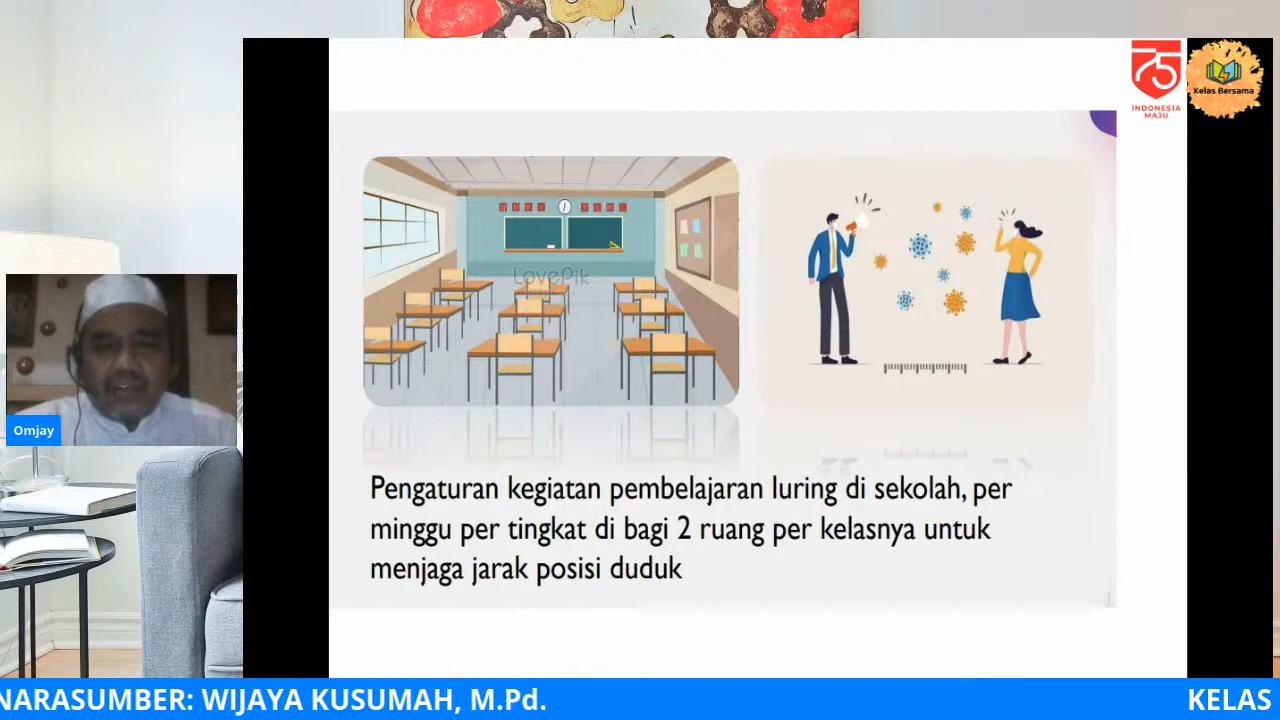 75
INDONESIA
MAJU
Kelas Bersama
LovePik
Omjay
Pengaturan kegiatan pembelajaran luring di sekolah, per
minggu per tingkat di bagi 2 ruang per kelasnya untuk
menjaga jarak posisi duduk
NARASUMBER: WIJAYA KUSUMAH, M.Pd.
KELAS